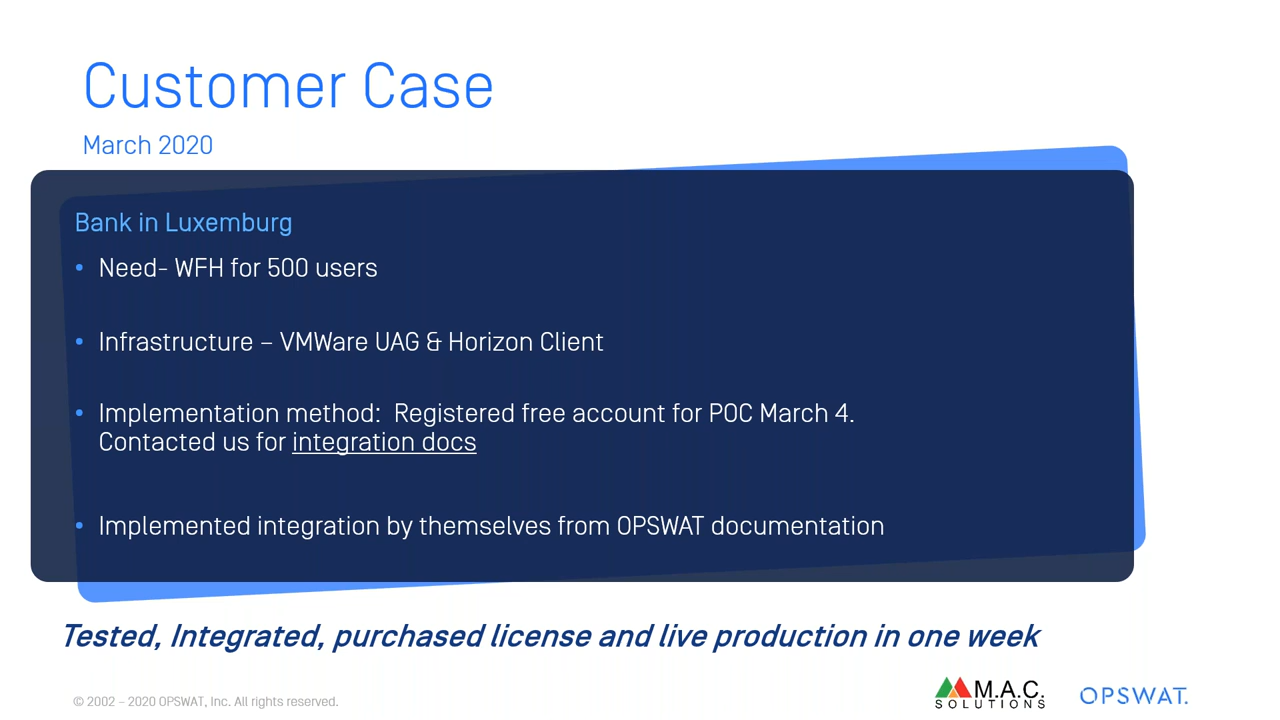 Customer Case
March 2020
Bank in Luxemburg
• Need- WFH for 500 users
• Infrastructure – VMWare UAG & Horizon Client
• Implementation method:  Registered free account for POC March 4.
Contacted us for integration docs
• Implemented integration by themselves from OPSWAT documentation
Tested, Integrated, purchased license and live production in one week
© 2002 – 2020 OPSWAT, Inc. All rights reserved.
M.A.C.
SOLUTIONS
OPSWAT.